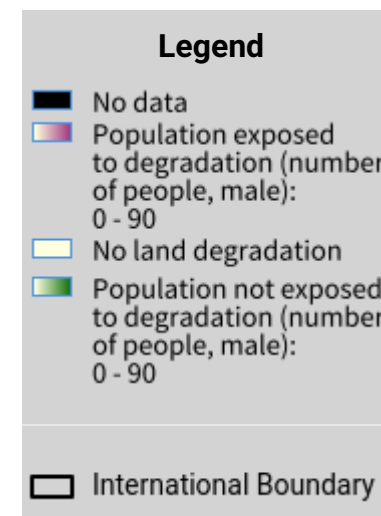 Legend
No data
Population exposed
to degradation (number
of people, male):
0 - 90
No land degradation
Population not exposed
to degradation (number
of people, male):
0 - 90
International Boundary